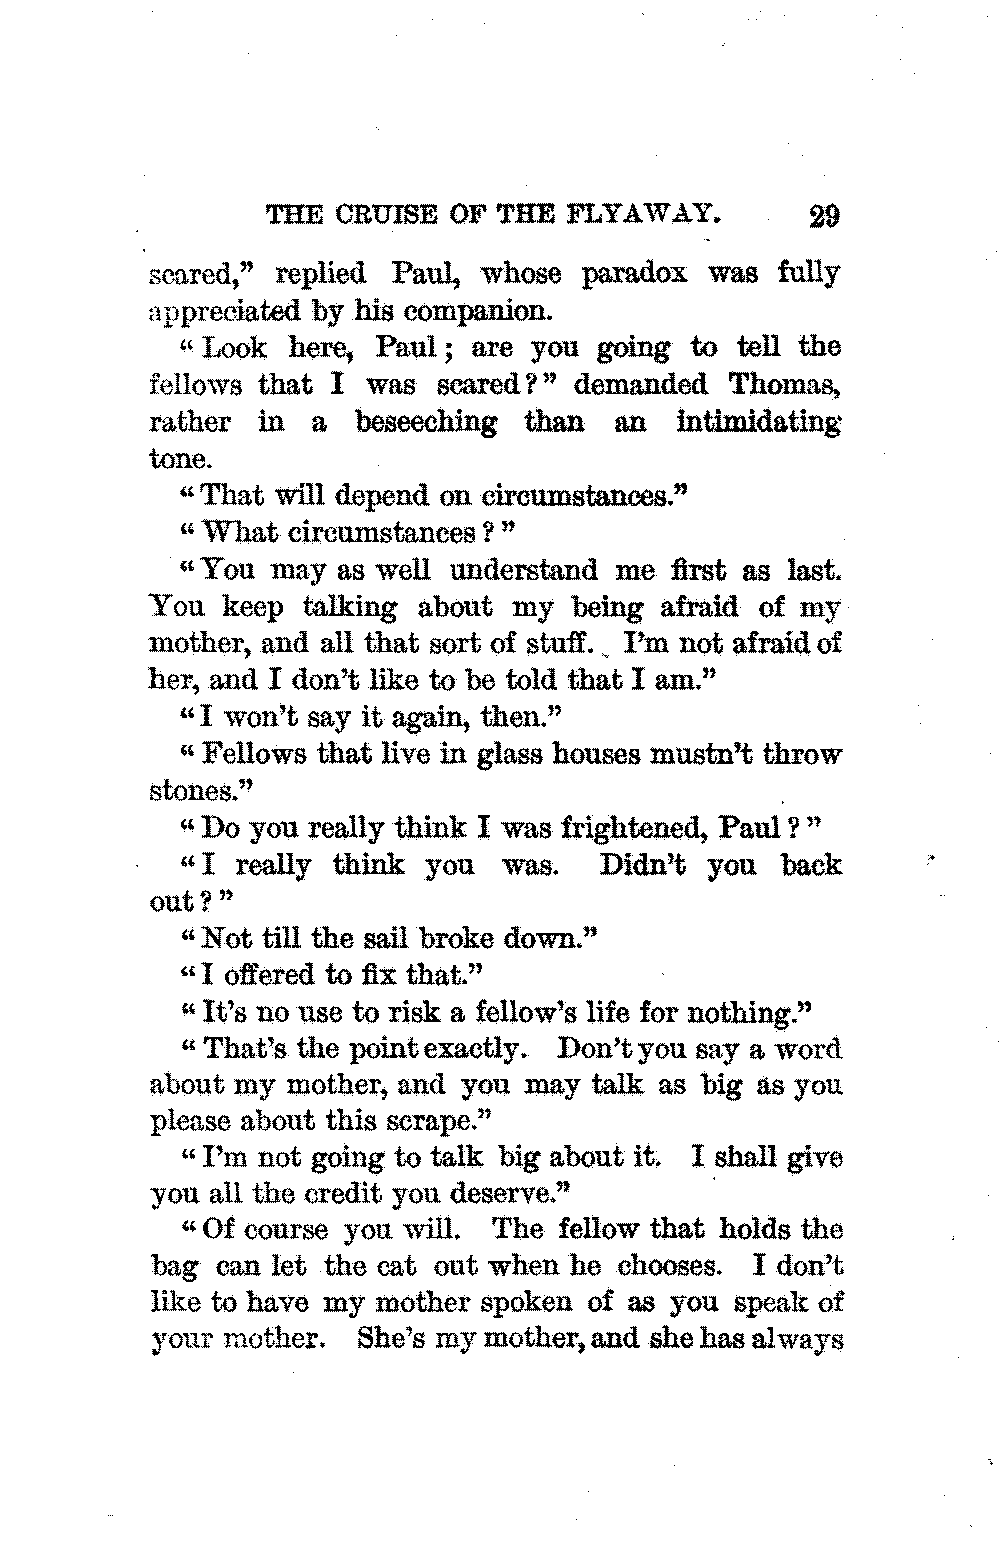 THE CRUISE OF THE FLYAWAY. 29
scared,” replied Paul, whose paradox was fully
appreciated by his companion.
“Look here, Paul; are you going to tell the
fellows that I was scared?” demanded Thomas,
rather in a beseeching than an intimidating
tone.
“That will depend on circumstances.”
“What circumstances?”
“You may as well understand me first as last.
You keep talking about my being afraid of my
mother, and all that sort of stuff. I’m not afraid of
her, and I don’t like to be told that I am.”
“I won’t say it again, then.”
“Fellows that live in glass houses mustn’t throw
stones.”
“Do you really think I was frightened, Paul?”
“I really think you was. Didn’t you back
out?”
“Not till the sail broke down.”
“I offered to fix that.”
“It’s no use to risk a fellow’s life for nothing.”
“That’s the point exactly. Don’t you say a word
about my mother, and you may talk as big as you
please about this scrape.”
“I’m not going to talk big about it. I shall give
you all the credit you deserve.”
“Of course you will. The fellow that holds the
bag can let the cat out when he chooses. I don’t
like to have my mother spoken of as you speak of
your mother. She’s my mother, and she has always